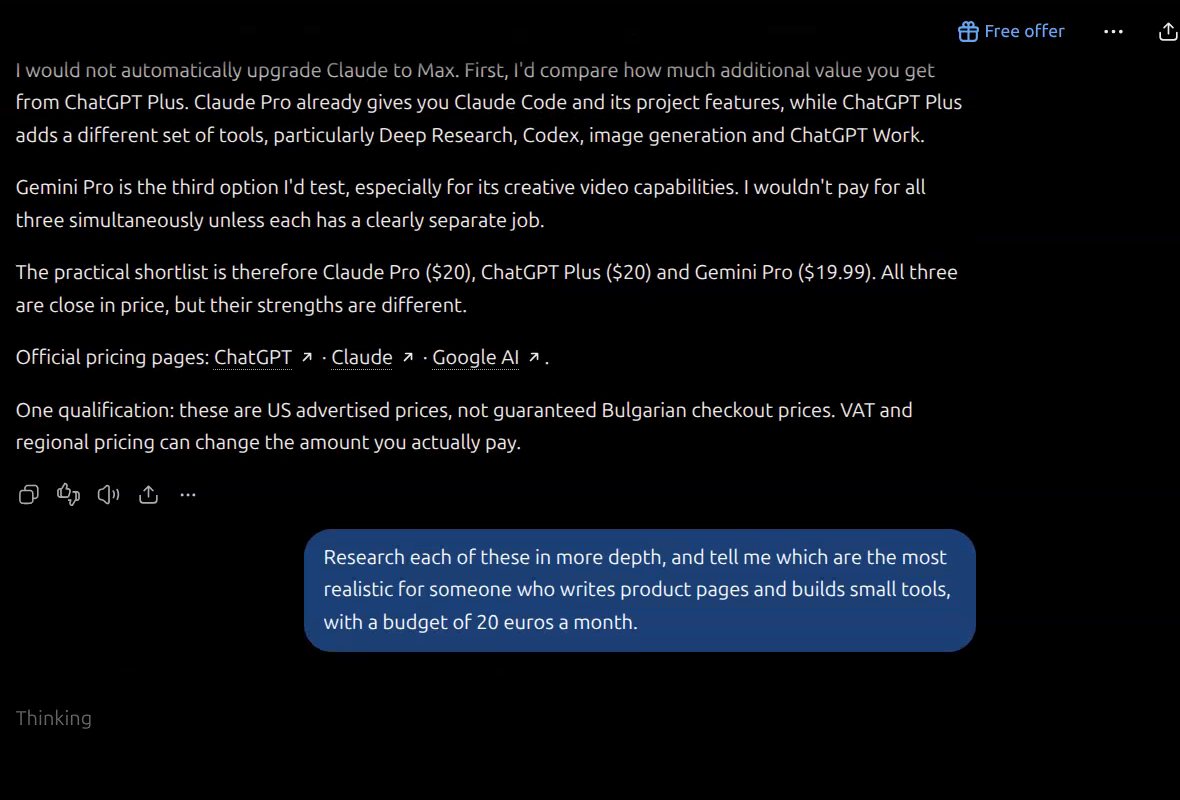 Free offer
I would not automatically upgrade Claude to Max. First, I'd compare how much additional value you get
from ChatGPT Plus. Claude Pro already gives you Claude Code and its project features, while ChatGPT Plus
adds a different set of tools, particularly Deep Research, Codex, image generation and ChatGPT Work.
Gemini Pro is the third option I'd test, especially for its creative video capabilities. I wouldn't pay for all
three simultaneously unless each has a clearly separate job.
The practical shortlist is therefore Claude Pro ($20), ChatGPT Plus ($20) and Gemini Pro ($19.99). All three
are close in price, but their strengths are different.
Official pricing pages: ChatGPT ↗ · Claude ↗ · Google AI ↗ .
One qualification: these are US advertised prices, not guaranteed Bulgarian checkout prices. VAT and
regional pricing can change the amount you actually pay.
Research each of these in more depth, and tell me which are the most
realistic for someone who writes product pages and builds small tools,
with a budget of 20 euros a month.
Thinking